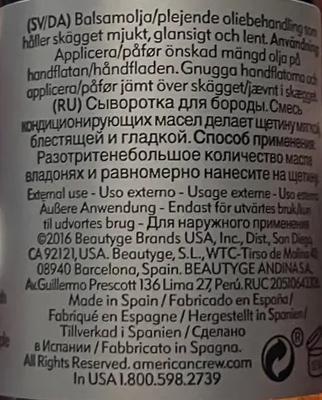 (SV/DA) Balsamolja/plejende oliebehandling som
håller skägget mjukt, glansigt och lent. Användning:
Applicera/påfør önskad mängd olja på
handflatan/håndfladen. Gnugga handflatorna och
applicera/påfør jämt över skägget/jævnt i skægget.
(RU) Сыворотка для бороды. Смесь
кондиционирующих масел делает щетину мягкой,
блестящей и гладкой. Способ применения:
Разотритенебольшое количество масла
владонях и равномерно нанесите на щетину.
External use - Uso externo - Usage externe - Uso esterno
Äußere Anwendung - Endast för utvärtes bruk/kun
til udvortes brug - Для наружного применения
©2016 Beautyge Brands USA, Inc., Dist, San Diego,
CA 92121, USA. Beautyge, S.L., WTC-Tirso de Molina 40
08940 Barcelona, Spain. BEAUTYGE ANDINA S.A.
Av. Guillermo Prescott 136 Lima 27, Perú. RUC
Made in Spain / Fabricado en España/
Fabriqué en Espagne / Hergestellt in Spanien/
Tillverkad i Spanien / Сделано
в Испании / Fabbricato in Spagna.
All Rights Reserved. americancrew.com
In USA 1.800.598.2739